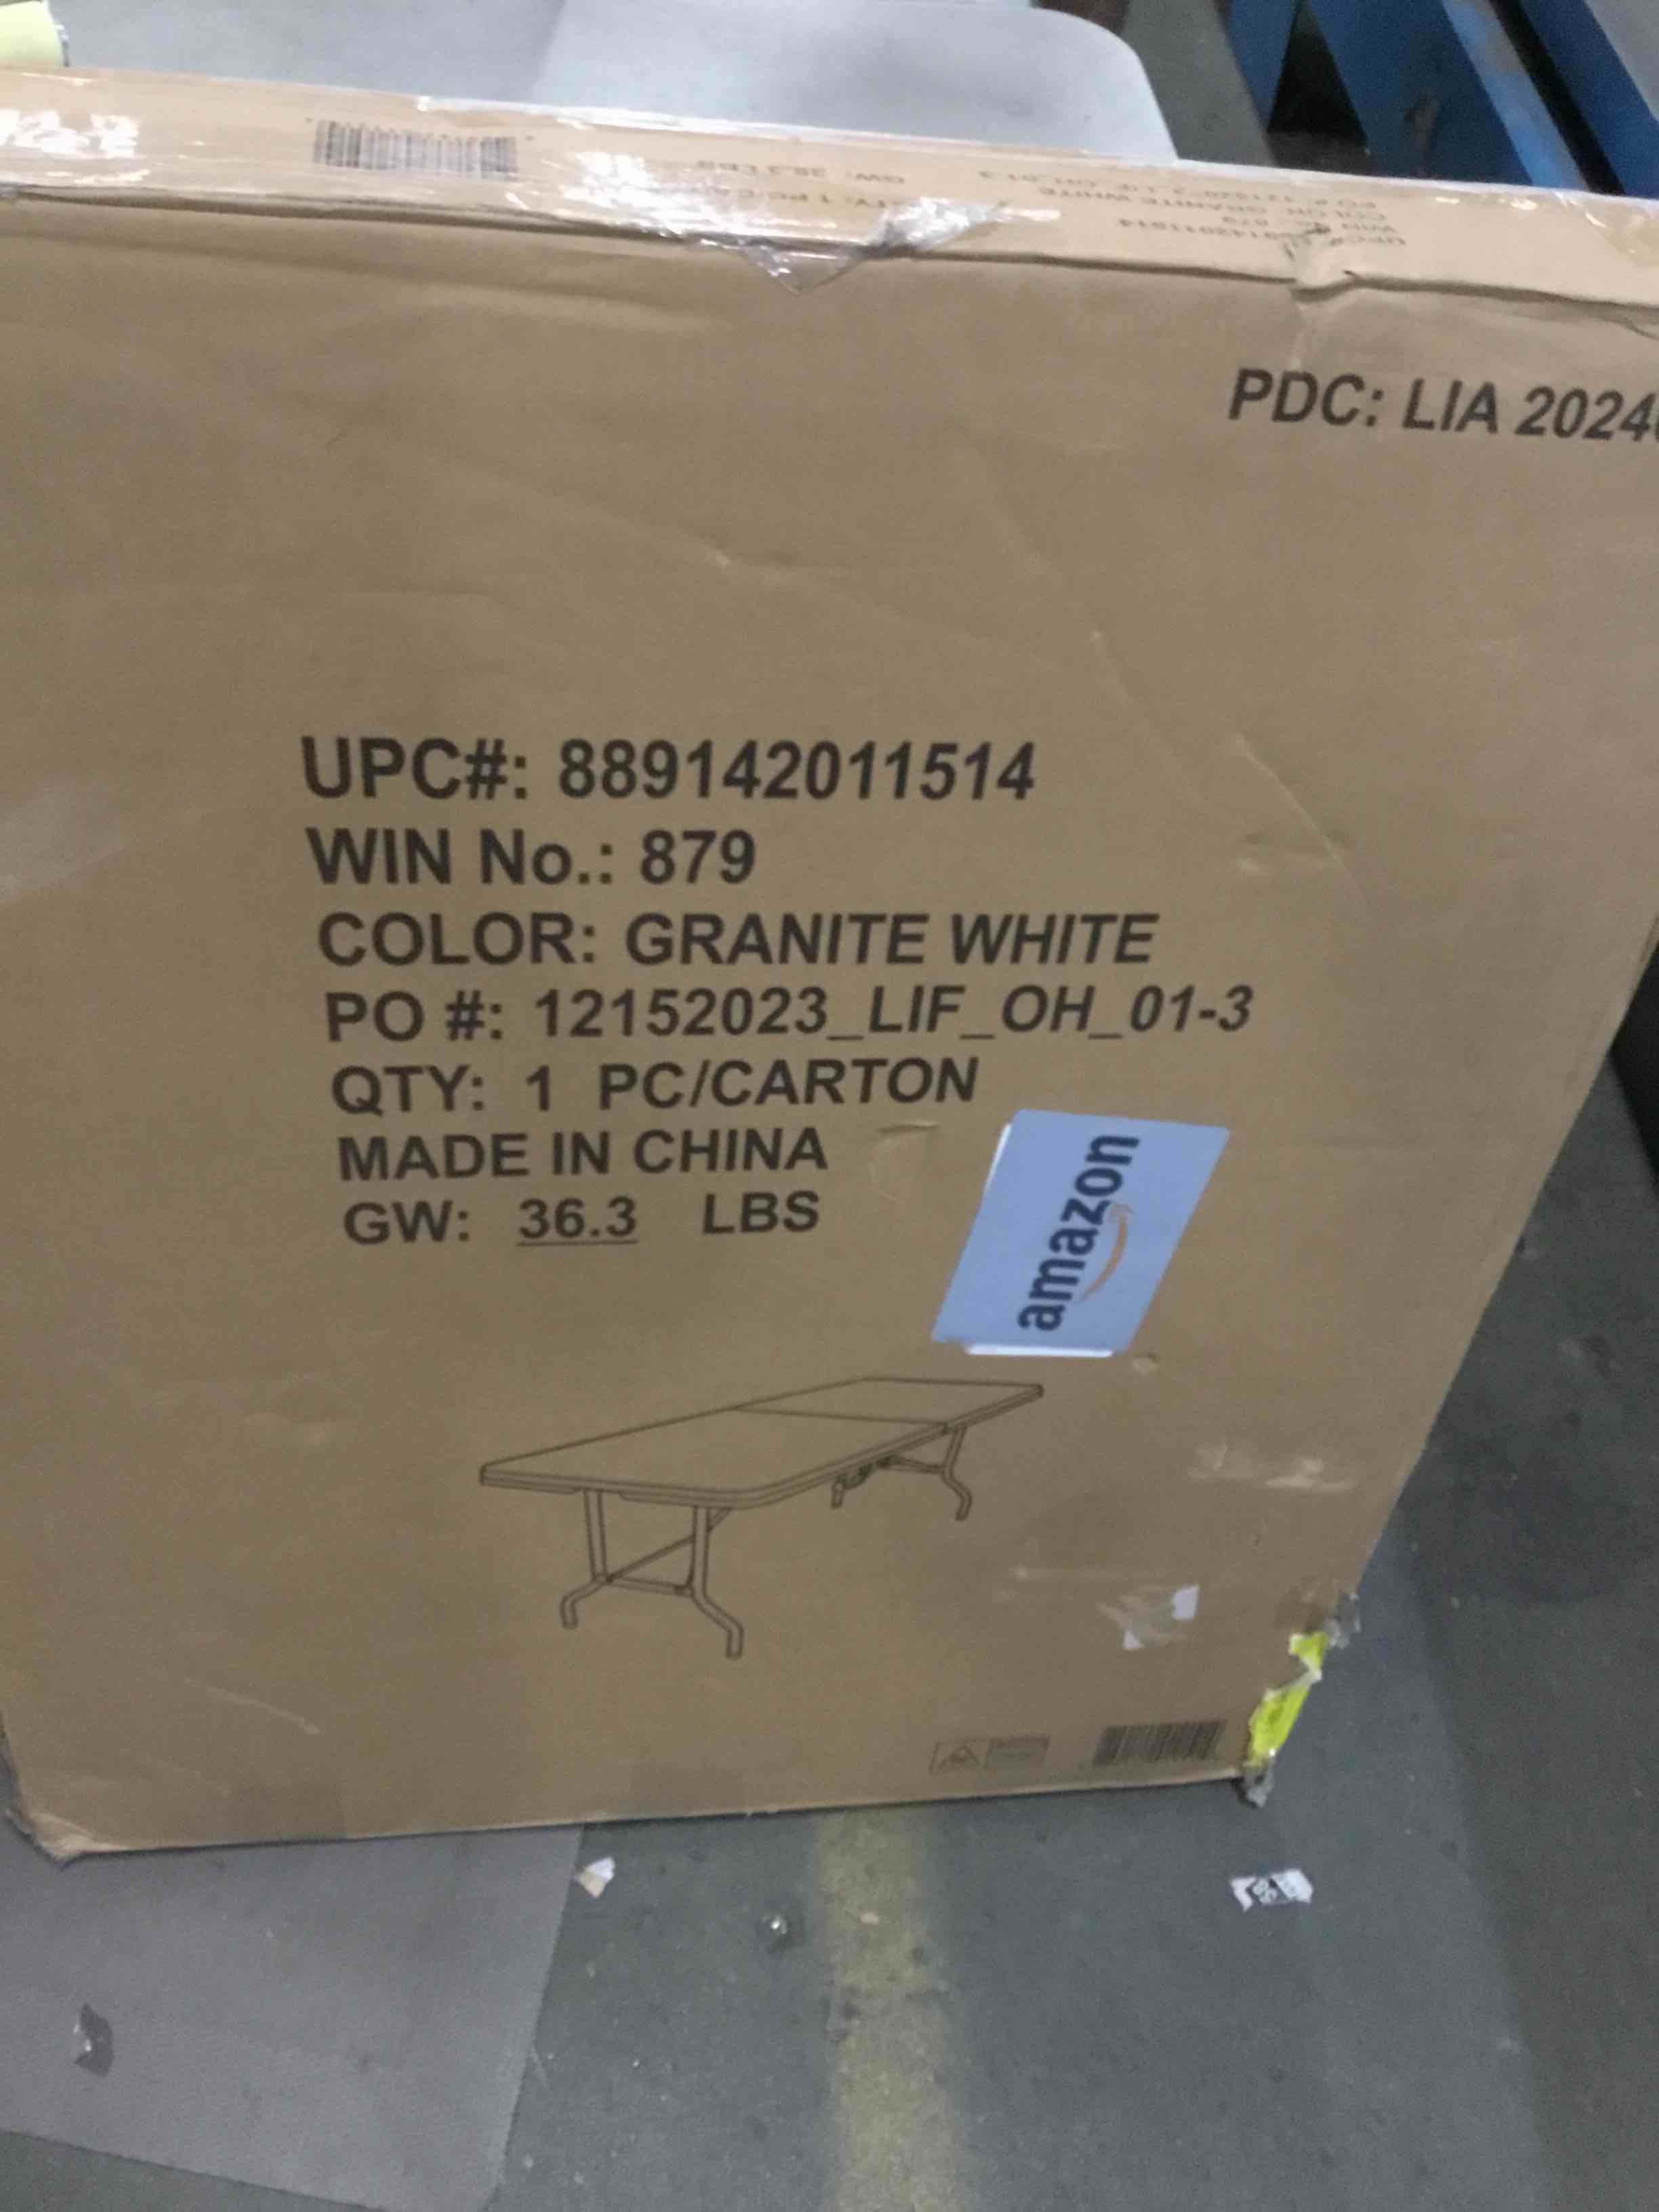 PDC: LIA 2024
UPC#: 889142011514
WIN No.: 879
COLOR: GRANITE WHITE
PO #: 12152023_LIF_OH_01-3
QTY: 1 PC/CARTON
MADE IN CHINA
GW: 36.3 LBS
amazon